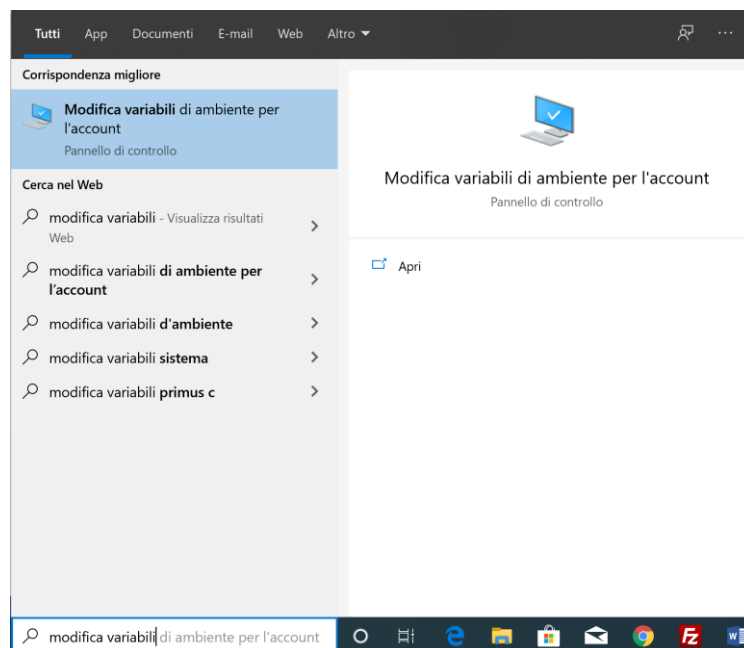 Tutti App Documenti E-mail Web Altro
Corrispondenza migliore
Modifica variabili di ambiente per
l'account
Pannello di controllo
Cerca nel Web
modifica variabili - Visualizza risultati
Web
modifica variabili di ambiente per
l'account
modifica variabili d'ambiente
modifica variabili sistema
modifica variabili primus c
Modifica variabili di ambiente per l'account
Pannello di controllo
Apri
modifica variabili di ambiente per l'account